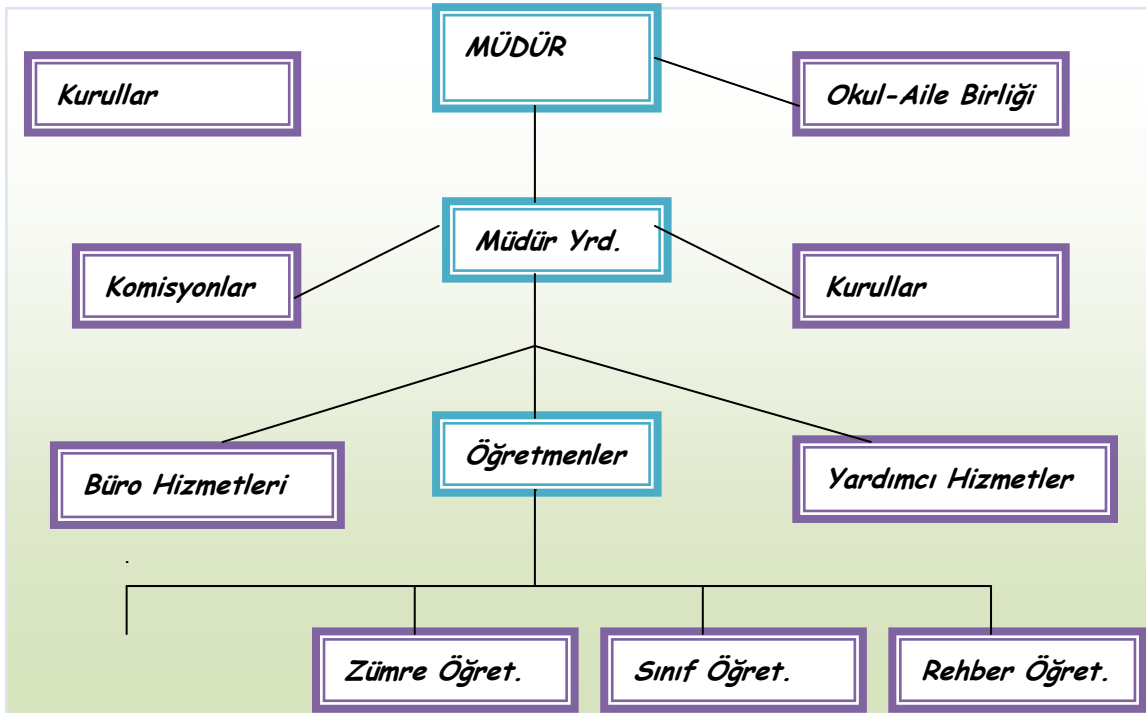 MÜDÜR
Kurullar
Okul-Aile Birliği
Müdür Yrd.
Komisyonlar
Kurullar
Öğretmenler
Büro Hizmetleri
Yardımcı Hizmetler
.
Zümre Öğret.
Sınıf Öğret.
Rehber Öğret.